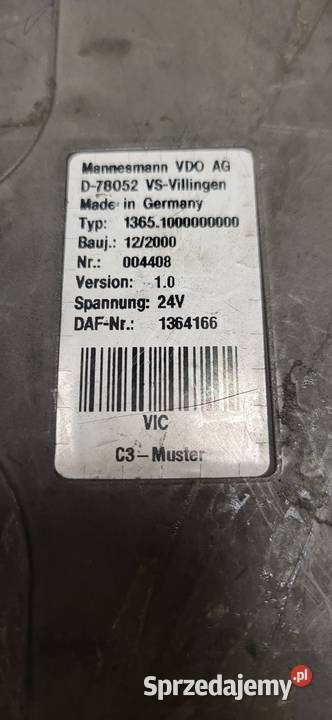 Mannesmann VDO AG
D-78052 VS-Villingen
Made in Germany
Typ: 1365.1000000000
Bauj.: 12/2000
Nr.: 004408
Version: 1.0
Spannung: 24V
DAF-Nr.: 1364166
VIC
C3-Muster
Sprzedajemy.pl